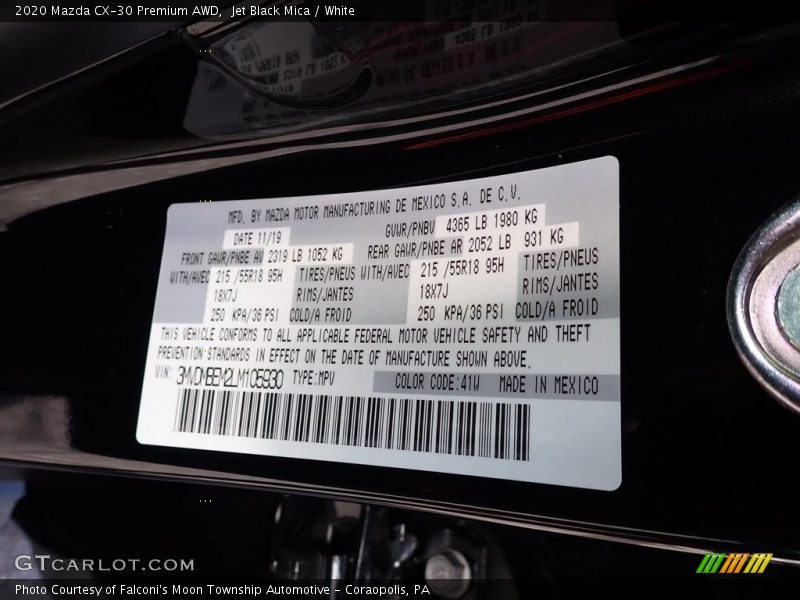 2020 Mazda CX-30 Premium AWD, Jet Black Mica / White
MFD. BY MAZDA MOTOR MANUFACTURING DE MEXICO S.A. DE C.V.
DATE 11/19 GVWR/PNBV 4365 LB 1980 KG
FRONT GAWR/PNBE AV 2319 LB 1052 KG REAR GAWR/PNBE AR 2052 LB 931 KG
WITH/AVEC 215 /55R18 95H TIRES/PNEUS WITH/AVEC 215 /55R18 95H TIRES/PNEUS
18X7J RIMS/JANTES 18X7J RIMS/JANTES
250 KPA/36 PSI COLD/A FROID 250 KPA/36 PSI COLD/A FROID
THIS VEHICLE CONFORMS TO ALL APPLICABLE FEDERAL MOTOR VEHICLE SAFETY AND THEFT
PREVENTION STANDARDS IN EFFECT ON THE DATE OF MANUFACTURE SHOWN ABOVE.
VIN: 3MVDMBEM2LM105930 TYPE:MPV COLOR CODE:41W MADE IN MEXICO
GTCARLOT.COM
Photo Courtesy of Falconi's Moon Township Automotive - Coraopolis, PA